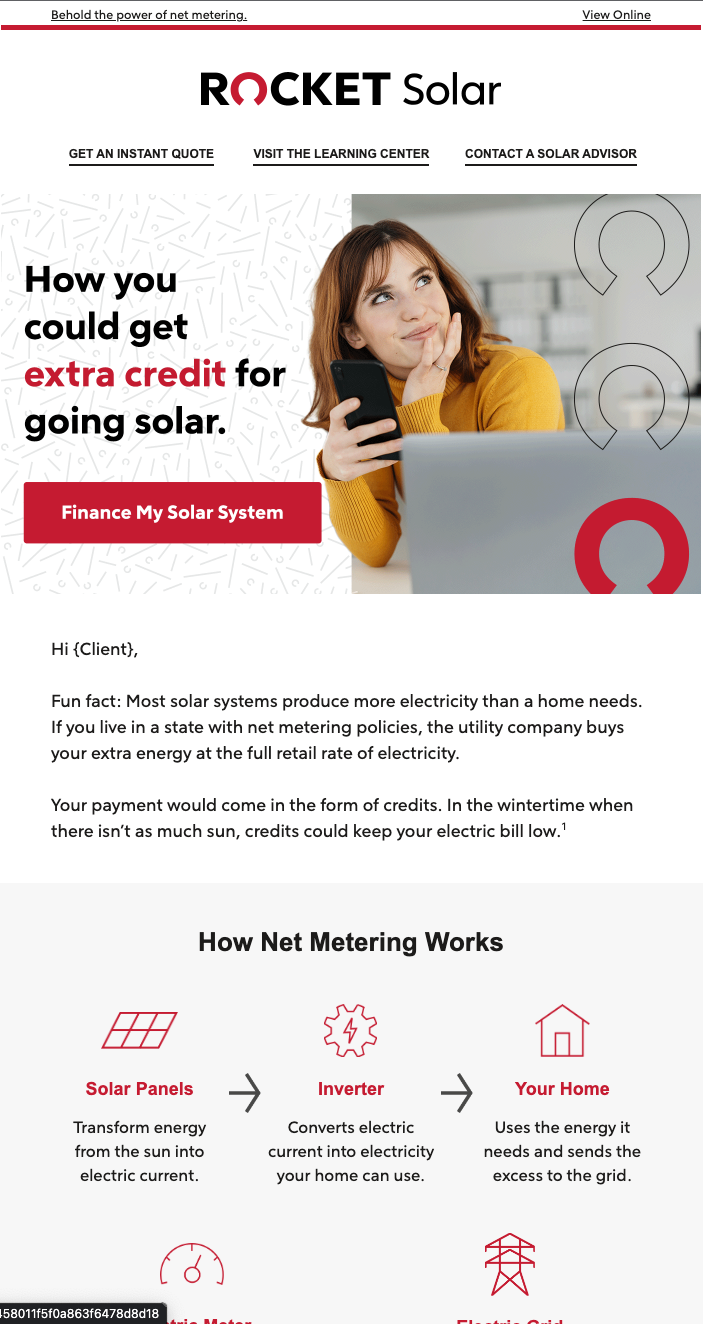 Behold the power of net metering.
View Online
ROCKET Solar
GET AN INSTANT QUOTE
VISIT THE LEARNING CENTER
CONTACT A SOLAR ADVISOR
How you
could get
extra credit for
going solar.
Finance My Solar System
Hi {Client},
Fun fact: Most solar systems produce more electricity than a home needs.
If you live in a state with net metering policies, the utility company buys
your extra energy at the full retail rate of electricity.
Your payment would come in the form of credits. In the wintertime when
there isn't as much sun, credits could keep your electric bill low.¹
How Net Metering Works
Solar Panels
Transform energy
from the sun into
electric current.
Inverter
Converts electric
current into electricity
your home can use.
Your Home
Uses the energy it
needs and sends the
excess to the grid.
458011f5f0a863f6478d8d18
Meter
Electric Grid